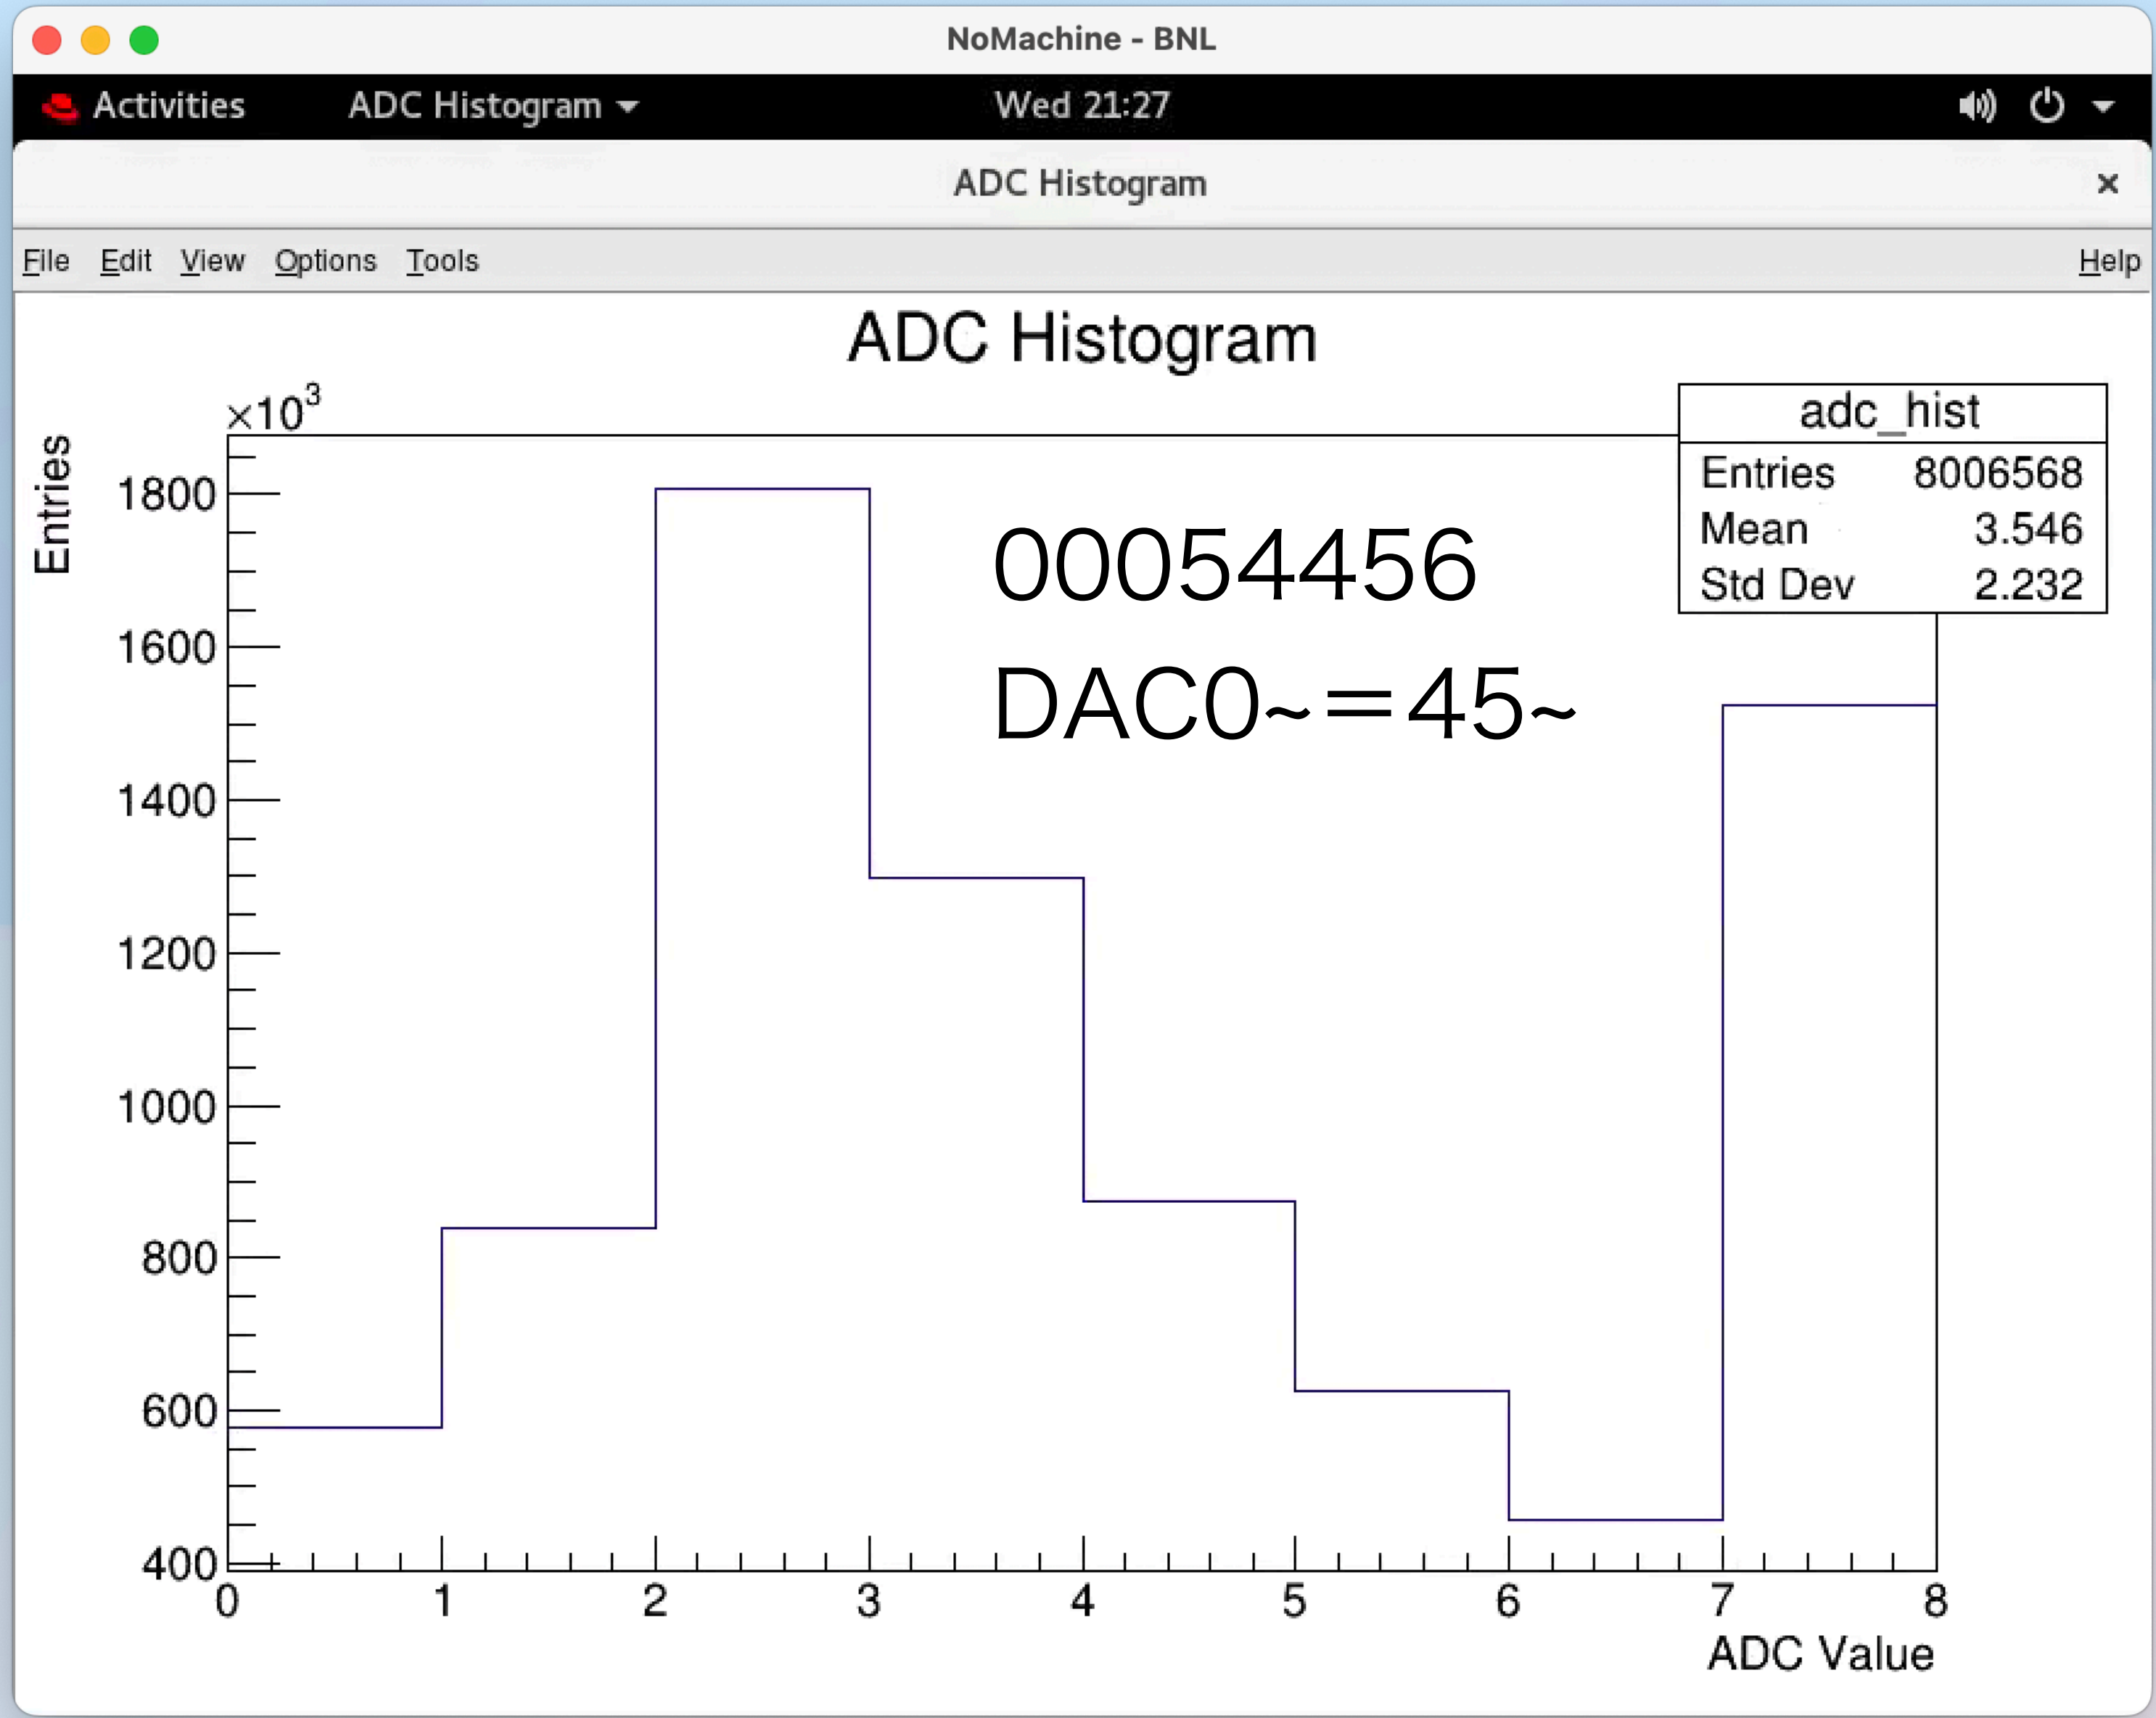 NoMachine - BNL
Activities ADC Histogram Wed 21:27
ADC Histogram
File Edit View Options Tools Help
ADC Histogram
×10³
Entries
adc_hist
Entries 8006568
Mean 3.546
Std Dev 2.232
00054456
DAC0~=45~
1800
1600
1400
1200
1000
800
600
400
0 1 2 3 4 5 6 7 8
ADC Value